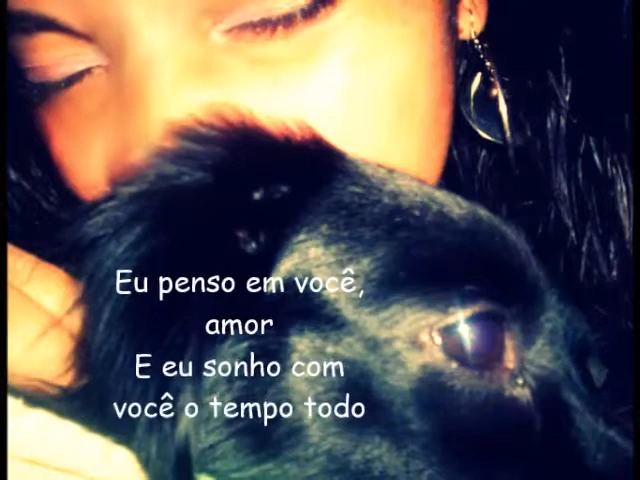 Eu penso em você,
amor
E eu sonho com
você o tempo todo